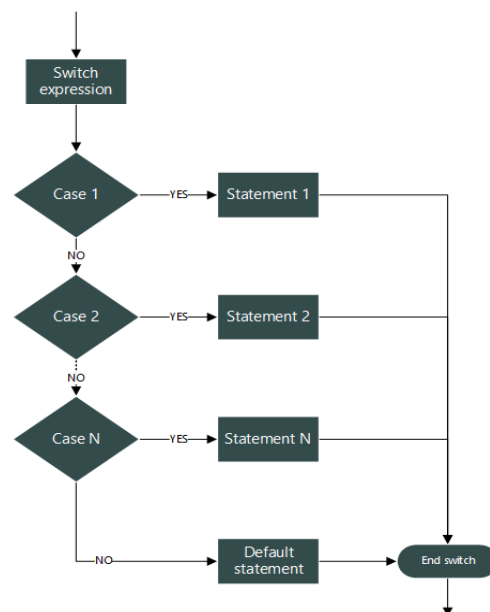 Switch
expression
Case 1
YES
Statement 1
NO
Case 2
YES
Statement 2
NO
Case N
YES
Statement N
NO
Default
statement
End switch